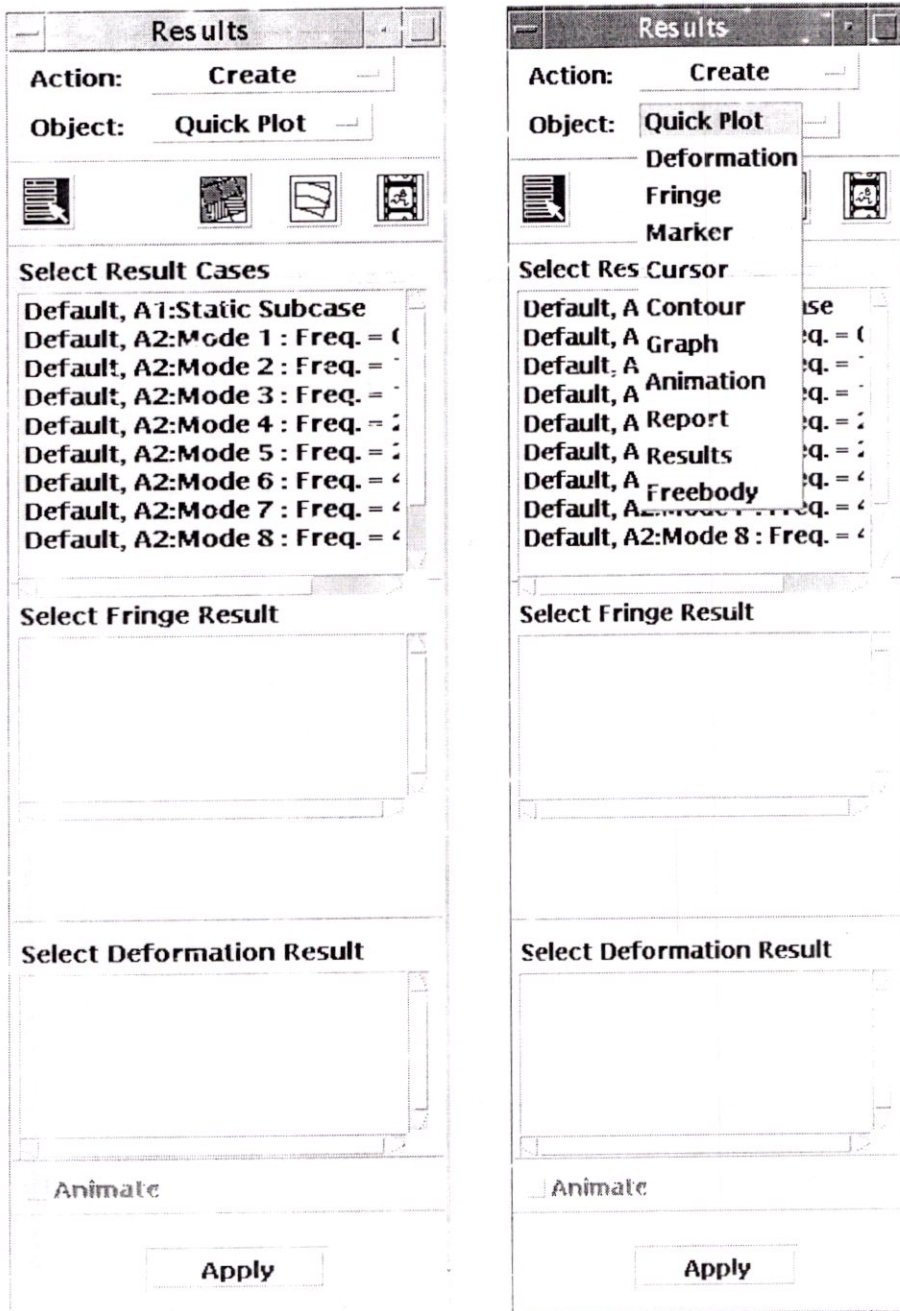 Results
Action: Create
Object: Quick Plot
Select Result Cases
Default, A1:Static Subcase
Default, A2:Mode 1 : Freq. =
Default, A2:Mode 2 : Freq. =
Default, A2:Mode 3 : Freq. =
Default, A2:Mode 4 : Freq. =
Default, A2:Mode 5 : Freq. =
Default, A2:Mode 6 : Freq. =
Default, A2:Mode 7 : Freq. =
Default, A2:Mode 8 : Freq. =
Select Fringe Result
Select Deformation Result
Animate
Apply
Results
Action: Create
Object: Quick Plot
Deformation
Fringe
Marker
Cursor
Contour
Graph
Animation
Report
Results
Freebody
Select Res
Default, A se
Default, A q. =
Default, A q. =
Default, A q. =
Default, A q. =
Default, A q. =
Default, A q. =
Default, A q. =
Default, A2:Mode 8 : Freq. =
Select Fringe Result
Select Deformation Result
Animate
Apply